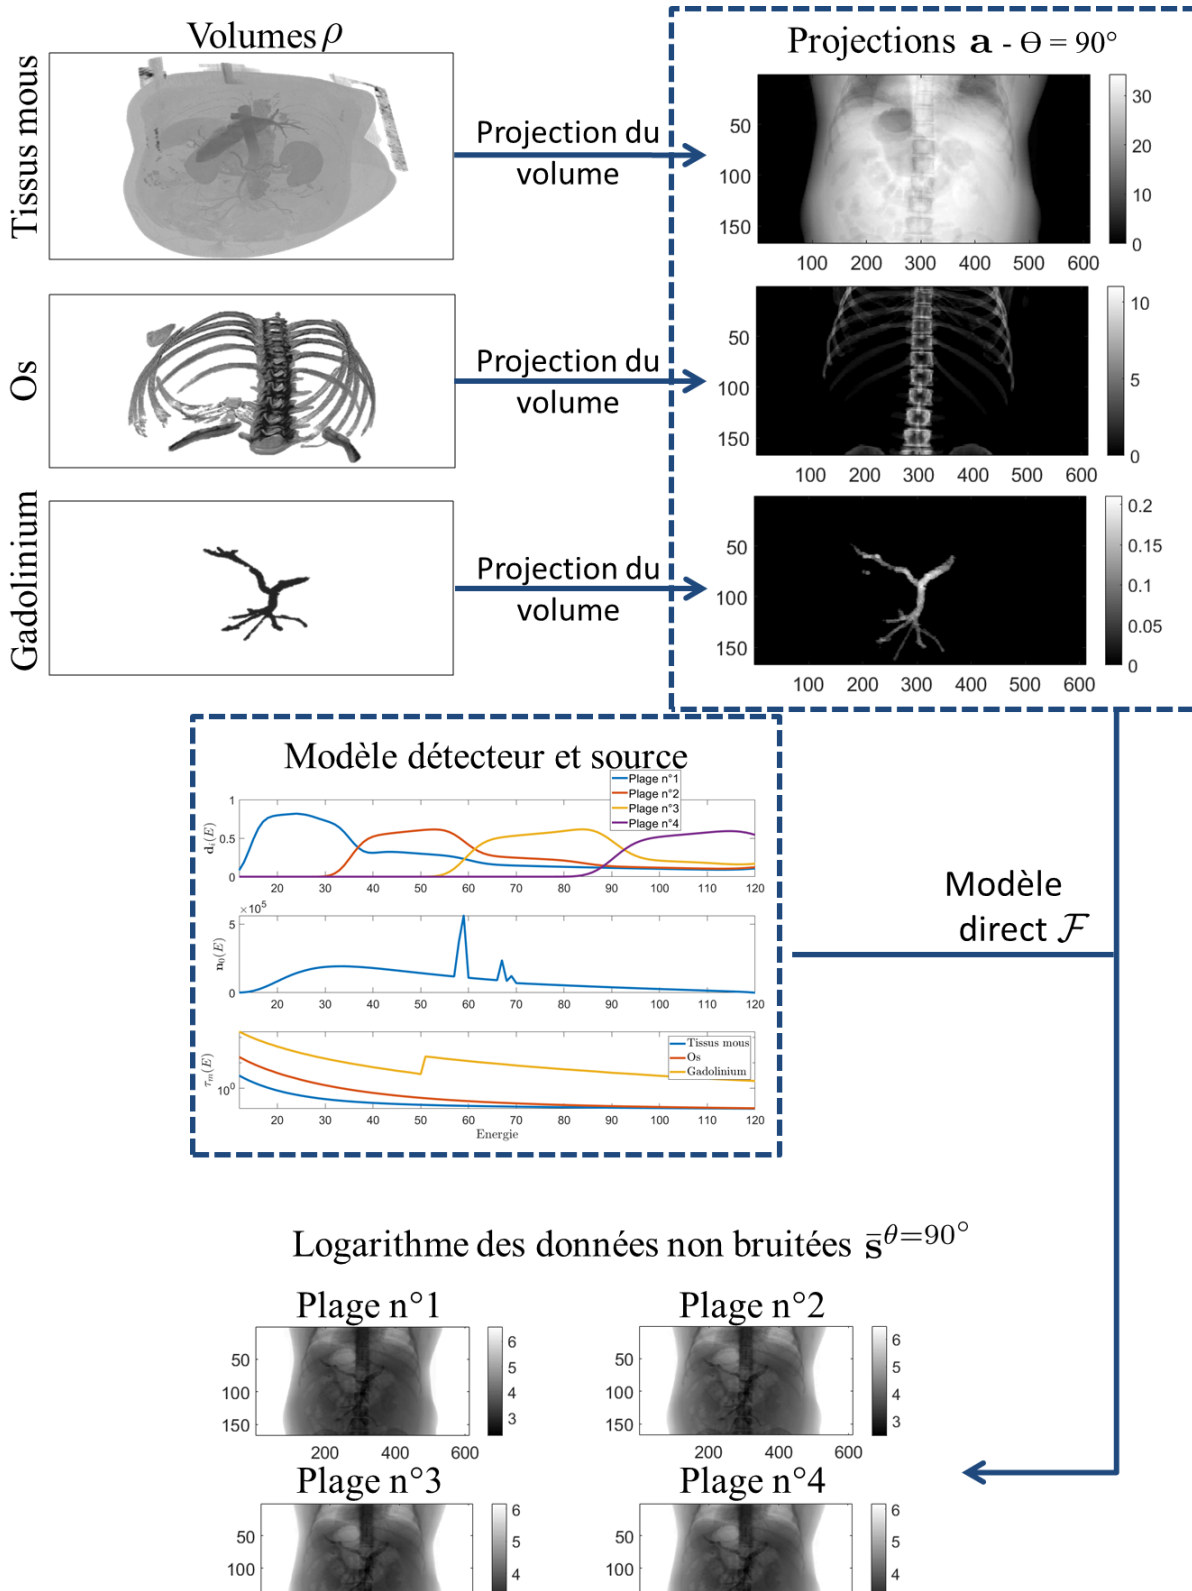 Volumes ρ
Projections a - Θ = 90°
Tissus mous
Projection du
volume
50
100
150
100 200 300 400 500 600
30
20
10
0
Os
Projection du
volume
50
100
150
100 200 300 400 500 600
10
5
0
Gadolinium
Projection du
volume
50
100
150
100 200 300 400 500 600
0.2
0.15
0.1
0.05
0
Modèle détecteur et source
Plage n°1
Plage n°2
Plage n°3
Plage n°4
d_i(E)
1
0.5
0
20 30 40 50 60 70 80 90 100 110 120
×10⁵
n₀(E)
5
0
20 30 40 50 60 70 80 90 100 110 120
τ_m(E)
10⁰
Tissus mous
Os
Gadolinium
20 30 40 50 60 70 80 90 100 110 120
Energie
Modèle
direct ℱ
Logarithme des données non bruitées s̄^θ=90°
Plage n°1
50
100
150
200 400 600
6
5
4
3
Plage n°2
50
100
150
200 400 600
6
5
4
3
Plage n°3
50
100
6
5
4
Plage n°4
50
100
6
5
4